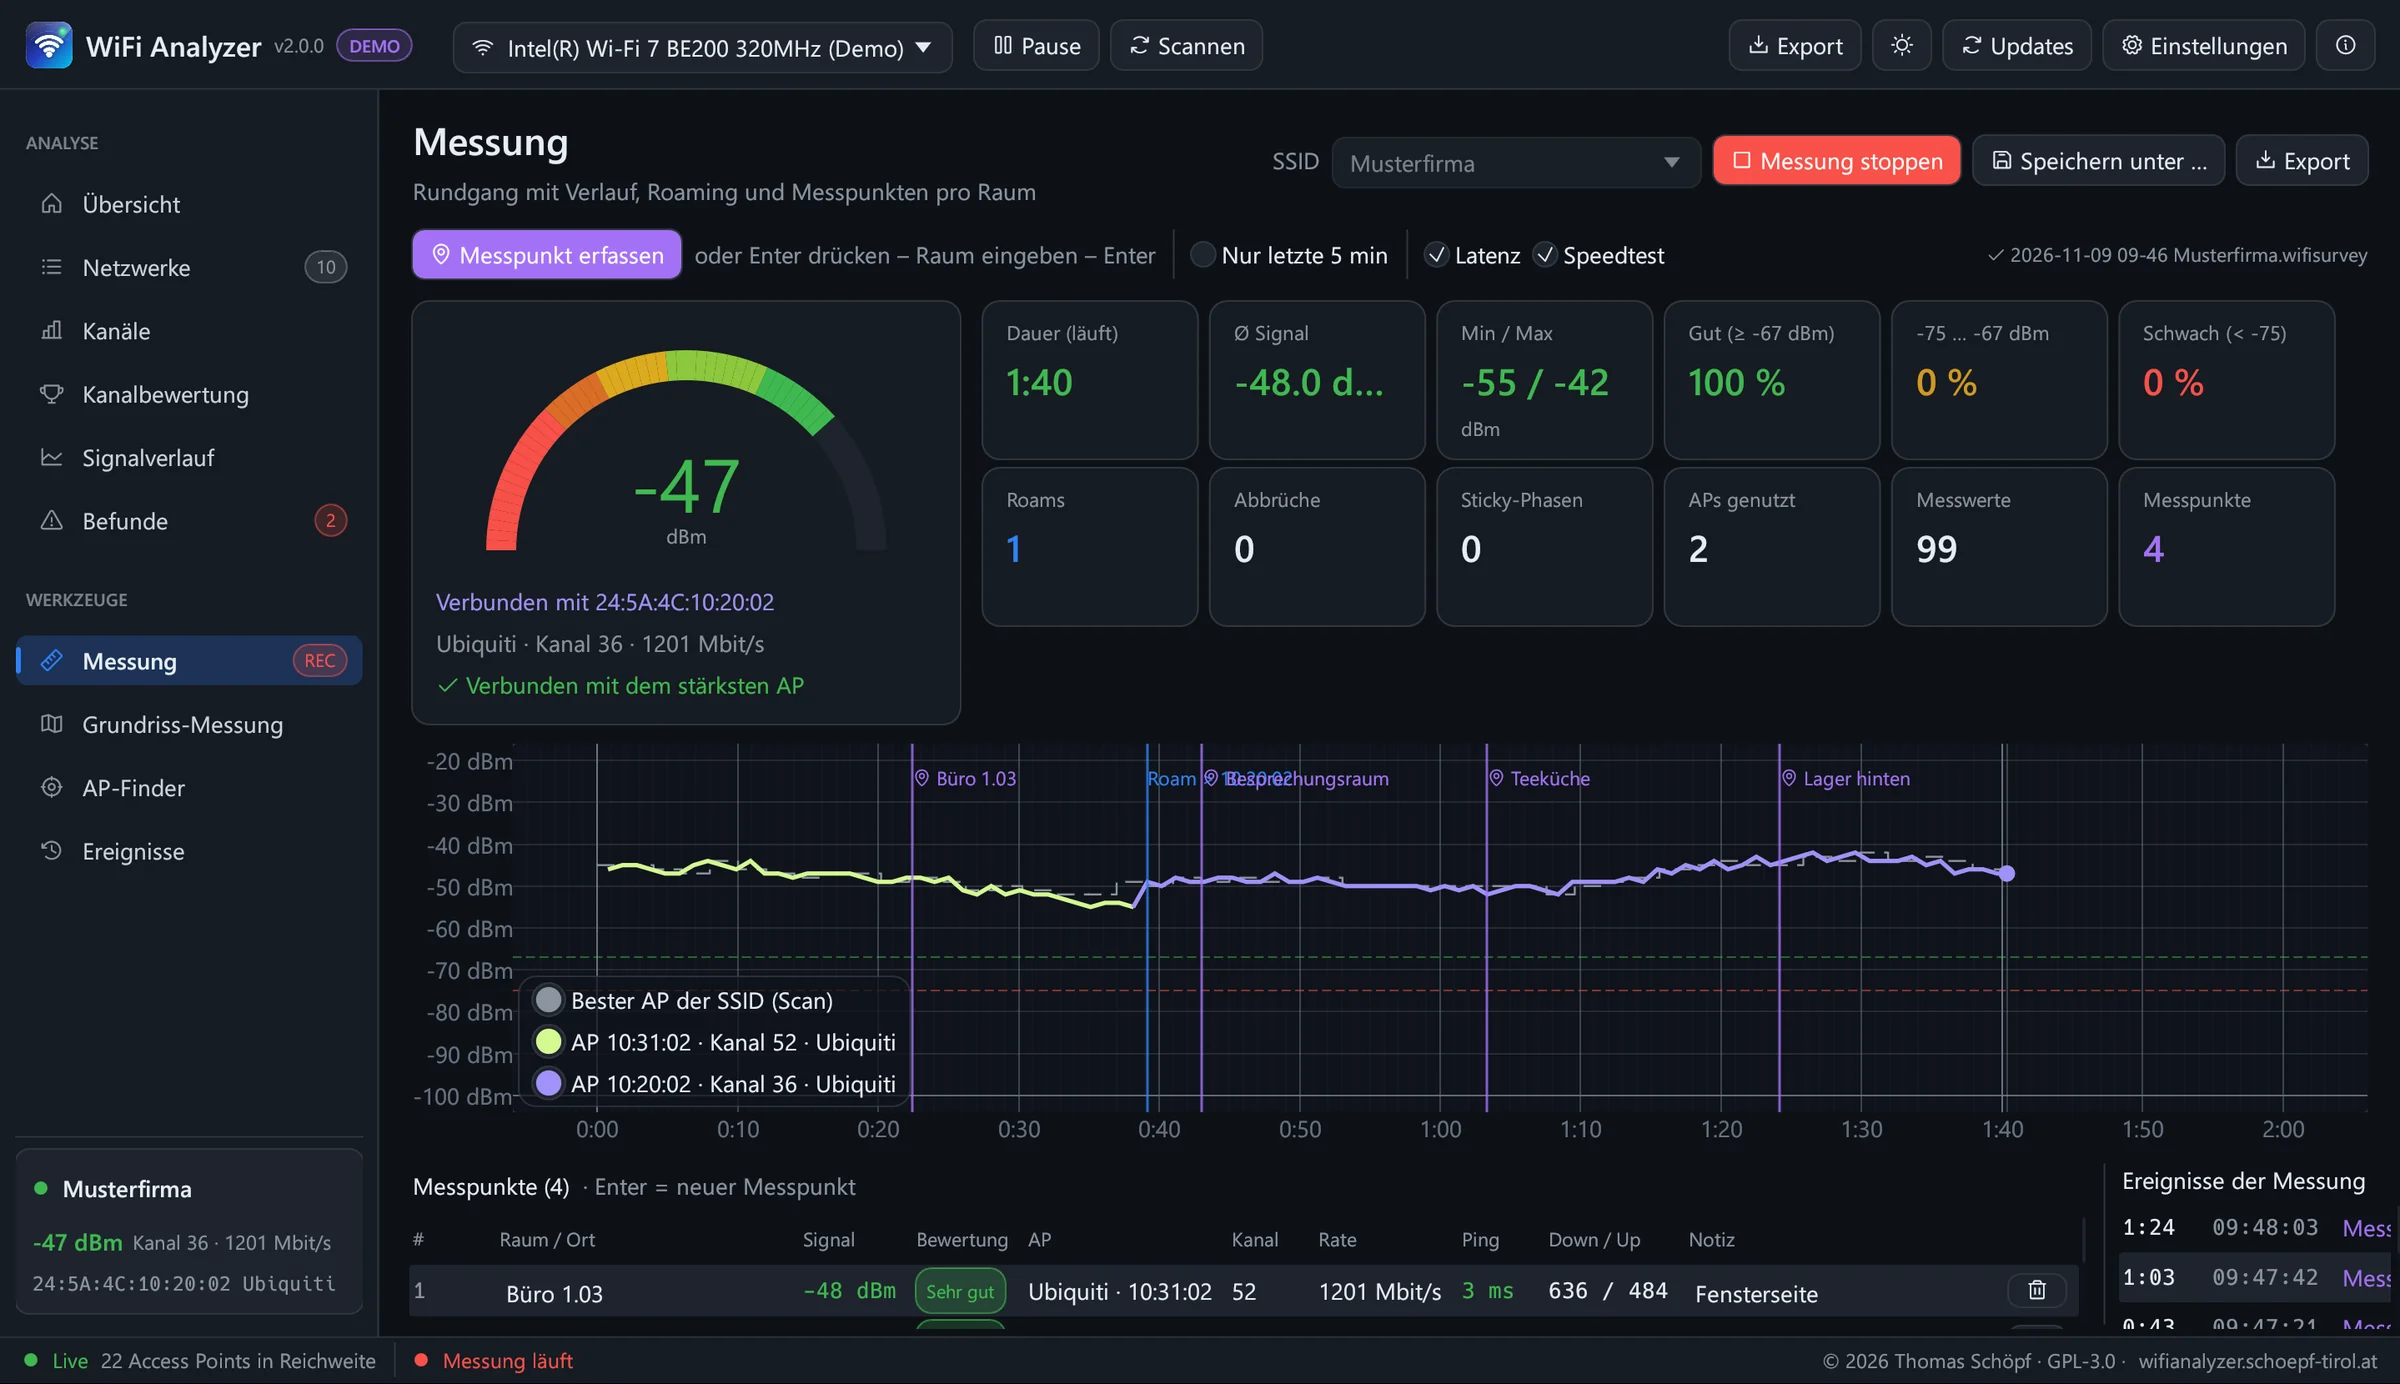 WiFi Analyzer v2.0.0 DEMO
Intel(R) Wi-Fi 7 BE200 320MHz (Demo)
Pause
Scannen
Export
Updates
Einstellungen
ANALYSE
Übersicht
Netzwerke 10
Kanäle
Kanalbewertung
Signalverlauf
Befunde 2
WERKZEUGE
Messung REC
Grundriss-Messung
AP-Finder
Ereignisse
Musterfirma
-47 dBm Kanal 36 · 1201 Mbit/s
24:5A:4C:10:20:02 Ubiquiti
Messung
Rundgang mit Verlauf, Roaming und Messpunkten pro Raum
SSID Musterfirma
Messung stoppen
Speichern unter ...
Export
Messpunkt erfassen
oder Enter drücken – Raum eingeben – Enter
Nur letzte 5 min
Latenz
Speedtest
2026-11-09 09-46 Musterfirma.wifisurvey
-47
dBm
Verbunden mit 24:5A:4C:10:20:02
Ubiquiti · Kanal 36 · 1201 Mbit/s
✓ Verbunden mit dem stärksten AP
Dauer (läuft)
1:40
Ø Signal
-48.0 d...
Min / Max
-55 / -42
dBm
Gut (≥ -67 dBm)
100 %
-75 ... -67 dBm
0 %
Schwach (< -75)
0 %
Roams
1
Abbrüche
0
Sticky-Phasen
0
APs genutzt
2
Messwerte
99
Messpunkte
4
-20 dBm
-30 dBm
-40 dBm
-50 dBm
-60 dBm
-70 dBm
-80 dBm
-90 dBm
-100 dBm
Büro 1.03
Roam
Besprechungsraum
Teeküche
Lager hinten
Bester AP der SSID (Scan)
AP 10:31:02 · Kanal 52 · Ubiquiti
AP 10:20:02 · Kanal 36 · Ubiquiti
0:00 0:10 0:20 0:30 0:40 0:50 1:00 1:10 1:20 1:30 1:40 1:50 2:00
Messpunkte (4) · Enter = neuer Messpunkt
# Raum / Ort Signal Bewertung AP Kanal Rate Ping Down / Up Notiz
1 Büro 1.03 -48 dBm Sehr gut Ubiquiti · 10:31:02 52 1201 Mbit/s 3 ms 636 / 484 Fensterseite
Ereignisse der Messung
1:24 09:48:03 Mess
1:03 09:47:42 Mess
0:43 09:47:21 Mess
Live 22 Access Points in Reichweite
Messung läuft
© 2026 Thomas Schöpf · GPL-3.0 · wifianalyzer.schoepf-tirol.at